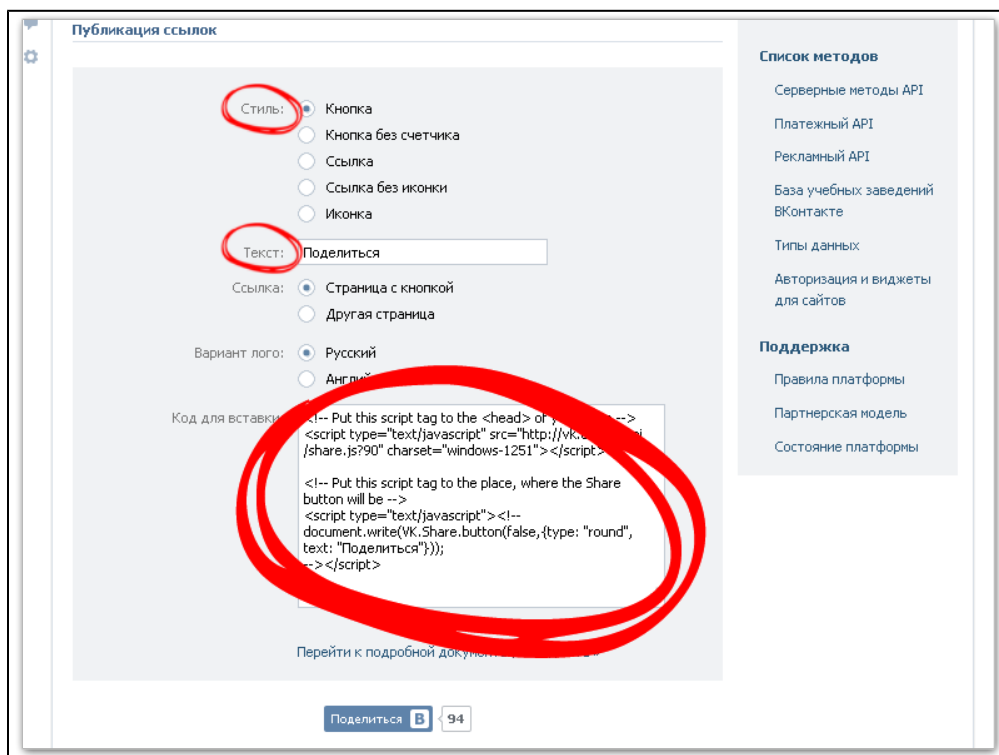 Публикация ссылок
Стиль:
Кнопка
Кнопка без счетчика
Ссылка
Ссылка без иконки
Иконка
Текст:
Поделиться
Ссылка:
Страница с кнопкой
Другая страница
Вариант лого:
Русский
Код для вставки
<!-- Put this script tag to the <head> of -->
<script type="text/javascript" src="http://vk.
/share.js?90" charset="windows-1251"></script>
<!-- Put this script tag to the place, where the Share
button will be -->
<script type="text/javascript"><!--
document.write(VK.Share.button(false,{type: "round",
text: "Поделиться"}));
--></script>
Перейти к подробной
Поделиться В 94
Список методов
Серверные методы API
Платежный API
Рекламный API
База учебных заведений
ВКонтакте
Типы данных
Авторизация и виджеты
для сайтов
Поддержка
Правила платформы
Партнерская модель
Состояние платформы